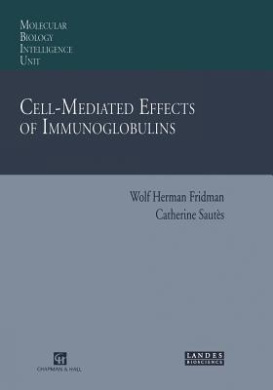 MOLECULAR
BIOLOGY
INTELLIGENCE
UNIT
CELL-MEDIATED EFFECTS
OF IMMUNOGLOBULINS
Wolf Herman Fridman
Catherine Sautès
CHAPMAN & HALL
LANDES
BIOSCIENCE